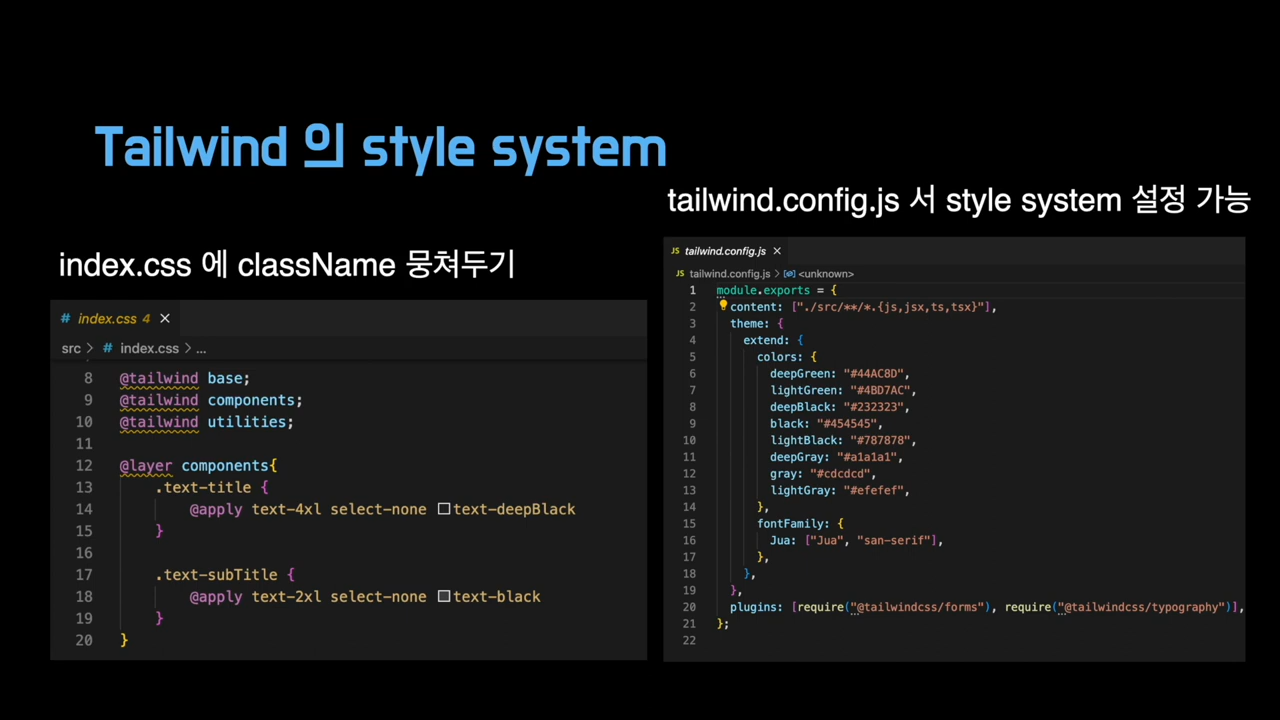 Tailwind 의 style system
index.css 에 className 뭉쳐두기
# index.css 4 ×
src > # index.css > ...
8 @tailwind base;
9 @tailwind components;
10 @tailwind utilities;
11
12 @layer components{
13 .text-title {
14 @apply text-4xl select-none text-deepBlack
15 }
16
17 .text-subTitle {
18 @apply text-2xl select-none text-black
19 }
20 }
tailwind.config.js 서 style system 설정 가능
JS tailwind.config.js ×
JS tailwind.config.js > <unknown>
1 module.exports = {
2 content: ["./src/**/*.{js,jsx,ts,tsx}"],
3 theme: {
4 extend: {
5 colors: {
6 deepGreen: "#44AC8D",
7 lightGreen: "#4BD7AC",
8 deepBlack: "#232323",
9 black: "#454545",
10 lightBlack: "#787878",
11 deepGray: "#a1a1a1",
12 gray: "#cdcdcd",
13 lightGray: "#efefef",
14 },
15 fontFamily: {
16 Jua: ["Jua", "san-serif"],
17 },
18 },
19 },
20 plugins: [require("@tailwindcss/forms"), require("@tailwindcss/typography")],
21 };
22